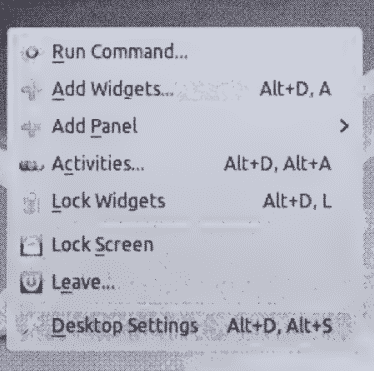 Run Command...
Add Widgets... Alt+D, A
Add Panel
Activities... Alt+D, Alt+A
Lock Widgets Alt+D, L
Lock Screen
Leave...
Desktop Settings Alt+D, Alt+S